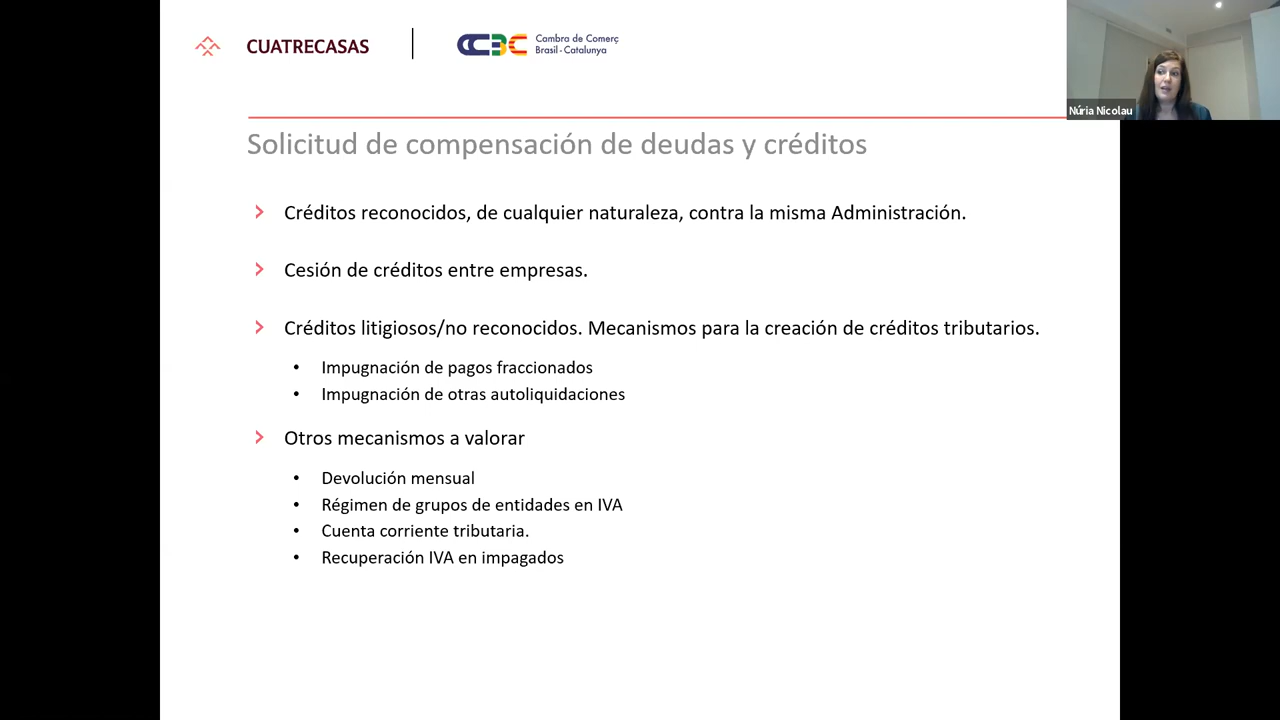 CUATRECASAS
CCBC
Cambra de Comerç
Brasil · Catalunya
Núria Nicolau
Solicitud de compensación de deudas y créditos
Créditos reconocidos, de cualquier naturaleza, contra la misma Administración.
Cesión de créditos entre empresas.
Créditos litigiosos/no reconocidos. Mecanismos para la creación de créditos tributarios.
• Impugnación de pagos fraccionados
• Impugnación de otras autoliquidaciones
Otros mecanismos a valorar
• Devolución mensual
• Régimen de grupos de entidades en IVA
• Cuenta corriente tributaria.
• Recuperación IVA en impagados